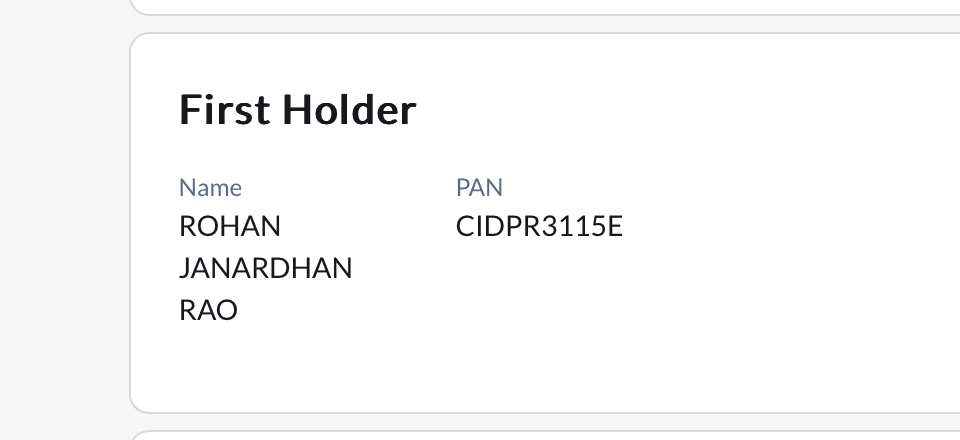 First Holder
Name PAN
ROHAN CIDPR3115E
JANARDHAN
RAO